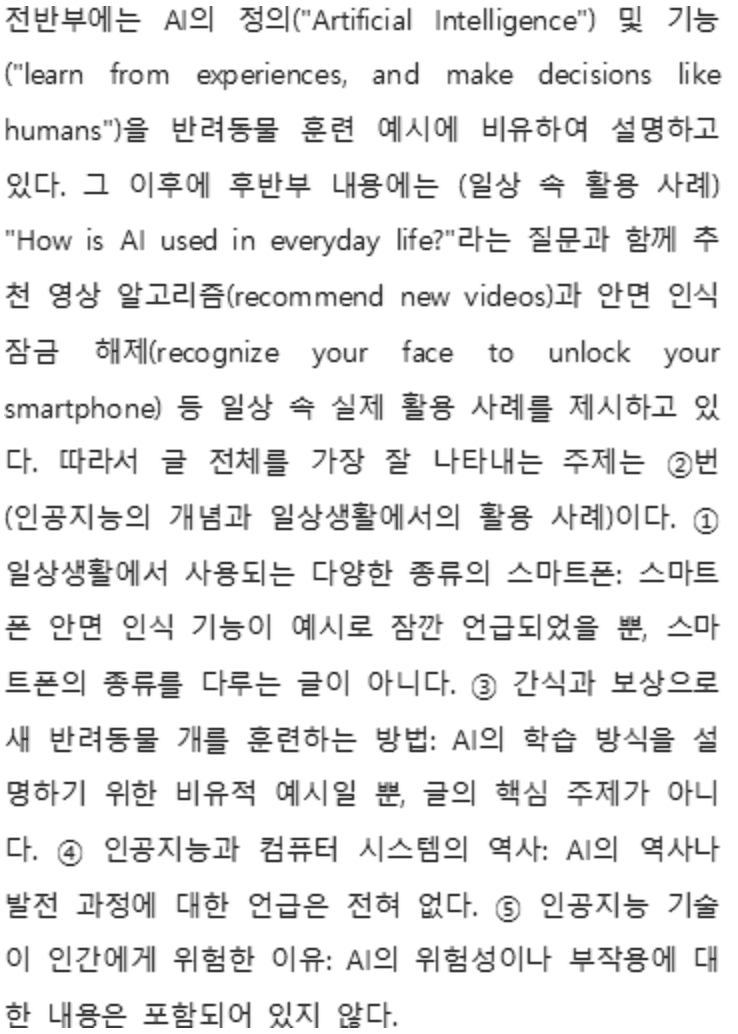 전반부에는 AI의 정의("Artificial Intelligence") 및 기능
("learn from experiences, and make decisions like
humans")을 반려동물 훈련 예시에 비유하여 설명하고
있다. 그 이후에 후반부 내용에는 (일상 속 활용 사례)
"How is AI used in everyday life?"라는 질문과 함께 추
천 영상 알고리즘(recommend new videos)과 안면 인식
잠금 해제(recognize your face to unlock your
smartphone) 등 일상 속 실제 활용 사례를 제시하고 있
다. 따라서 글 전체를 가장 잘 나타내는 주제는 ②번
(인공지능의 개념과 일상생활에서의 활용 사례)이다. ①
일상생활에서 사용되는 다양한 종류의 스마트폰: 스마트
폰 안면 인식 기능이 예시로 잠깐 언급되었을 뿐, 스마
트폰의 종류를 다루는 글이 아니다. ③ 간식과 보상으로
새 반려동물 개를 훈련하는 방법: AI의 학습 방식을 설
명하기 위한 비유적 예시일 뿐, 글의 핵심 주제가 아니
다. ④ 인공지능과 컴퓨터 시스템의 역사: AI의 역사나
발전 과정에 대한 언급은 전혀 없다. ⑤ 인공지능 기술
이 인간에게 위험한 이유: AI의 위험성이나 부작용에 대
한 내용은 포함되어 있지 않다.